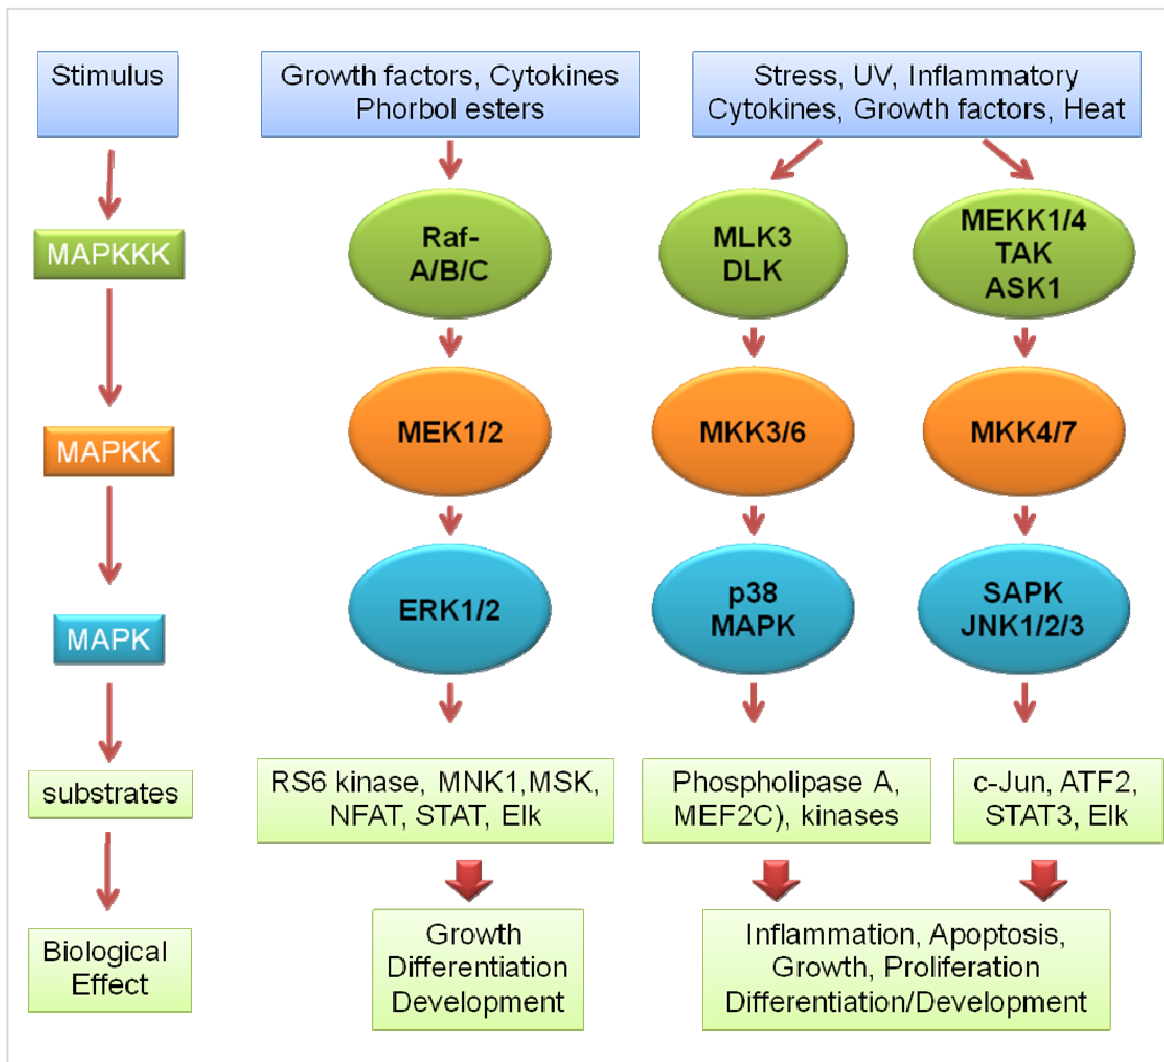 Stimulus
Growth factors, Cytokines
Phorbol esters
Stress, UV, Inflammatory
Cytokines, Growth factors, Heat
MAPKKK
Raf-
A/B/C
MLK3
DLK
MEKK1/4
TAK
ASK1
MAPKK
MEK1/2
MKK3/6
MKK4/7
MAPK
ERK1/2
p38
MAPK
SAPK
JNK1/2/3
substrates
RS6 kinase, MNK1,MSK,
NFAT, STAT, Elk
Phospholipase A,
MEF2C), kinases
c-Jun, ATF2,
STAT3, Elk
Biological
Effect
Growth
Differentiation
Development
Inflammation, Apoptosis,
Growth, Proliferation
Differentiation/Development